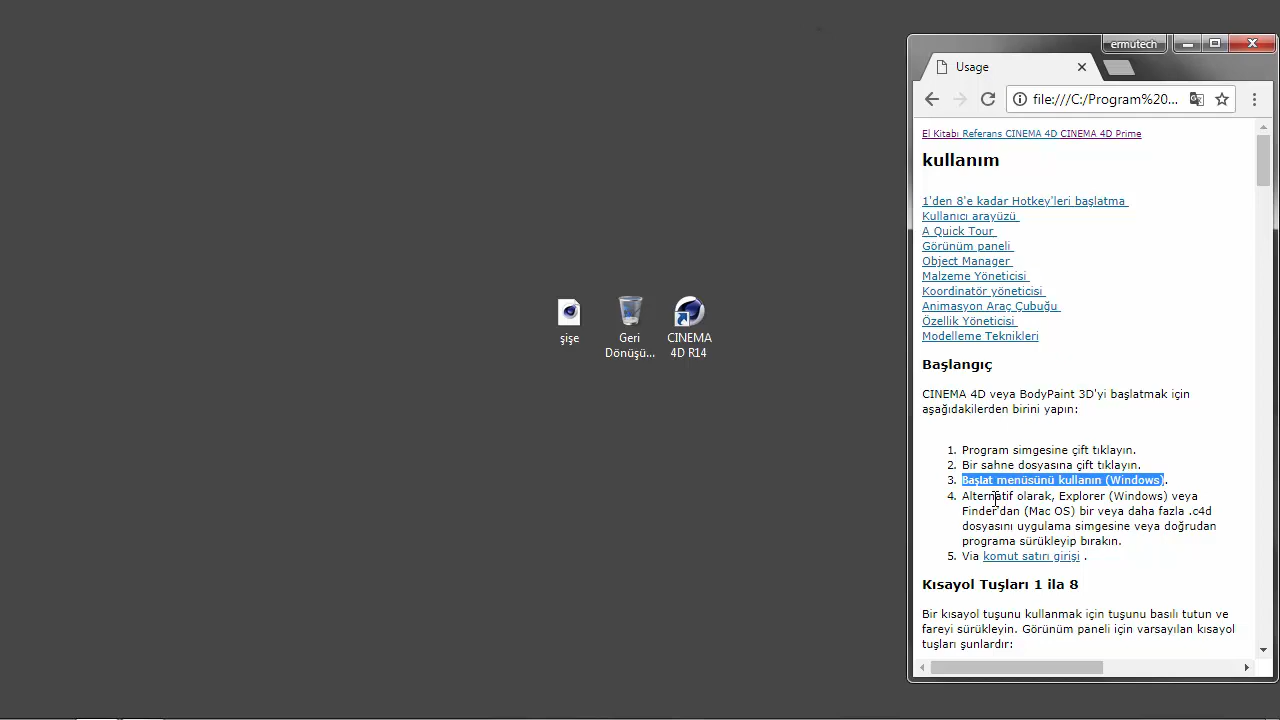 ermutech
Usage
file:///C:/Program%20...
El Kitabı Referans CINEMA 4D CINEMA 4D Prime
kullanım
1'den 8'e kadar Hotkey'leri başlatma
Kullanıcı arayüzü
A Quick Tour
Görünüm paneli
Object Manager
Malzeme Yöneticisi
Koordinatör yöneticisi
Animasyon Araç Çubuğu
Özellik Yöneticisi
Modelleme Teknikleri
Başlangıç
CINEMA 4D veya BodyPaint 3D'yi başlatmak için
aşağıdakilerden birini yapın:
1. Program simgesine çift tıklayın.
2. Bir sahne dosyasına çift tıklayın.
3. Başlat menüsünü kullanın (Windows).
4. Alternatif olarak, Explorer (Windows) veya
Finder'dan (Mac OS) bir veya daha fazla .c4d
dosyasını uygulama simgesine veya doğrudan
programa sürükleyip bırakın.
5. Via komut satırı girişi .
Kısayol Tuşları 1 ila 8
Bir kısayol tuşunu kullanmak için tuşunu basılı tutun ve
fareyi sürükleyin. Görünüm paneli için varsayılan kısayol
tuşları şunlardır:
şişe
Geri
Dönüşü...
CINEMA
4D R14